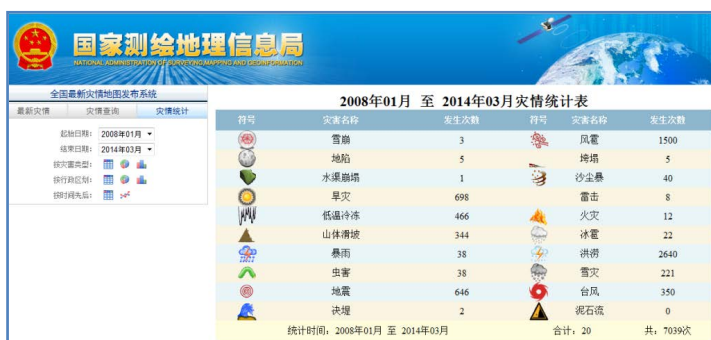 国家测绘地理信息局
NATIONAL ADMINISTRATION OF SURVEYING,MAPPING AND GEOINFORMATION
全国最新灾情地图发布系统
最新灾情 灾情查询 灾情统计
起始日期： 2008年01月
结束日期： 2014年03月
按灾害类型：
按行政区划：
按时间先后：
2008年01月 至 2014年03月灾情统计表
符号 灾害名称 发生次数 符号 灾害名称 发生次数
雪崩 3 风雹 1500
地陷 5 垮塌 5
水渠崩塌 1 沙尘暴 40
旱灾 698 雷击 8
低温冷冻 466 火灾 12
山体滑坡 344 冰雹 22
暴雨 38 洪涝 2640
虫害 38 雪灾 221
地震 646 台风 350
决堤 2 泥石流 0
统计时间：2008年01月 至 2014年03月 合计：20 共：7039次